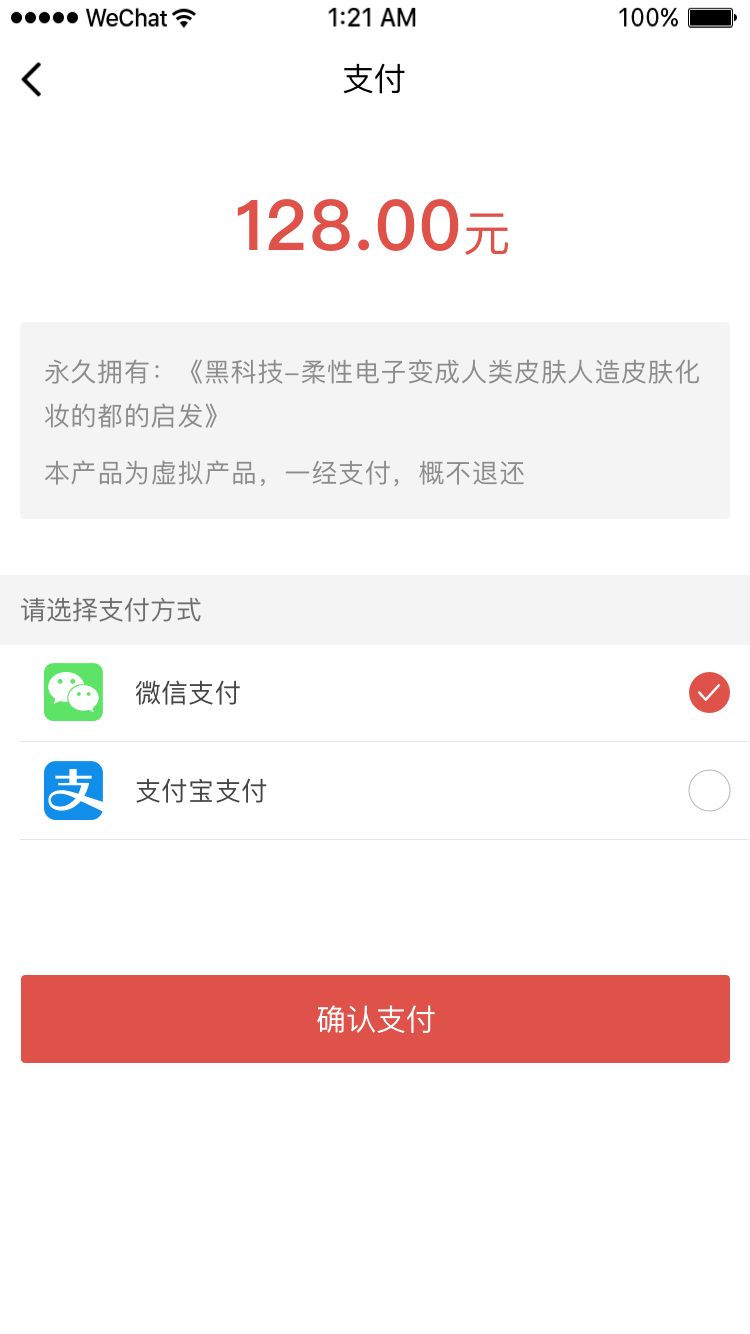 WeChat 1:21 AM 100%
支付
128.00元
永久拥有：《黑科技-柔性电子变成人类皮肤人造皮肤化
妆的都的启发》
本产品为虚拟产品，一经支付，概不退还
请选择支付方式
微信支付
支 支付宝支付
确认支付